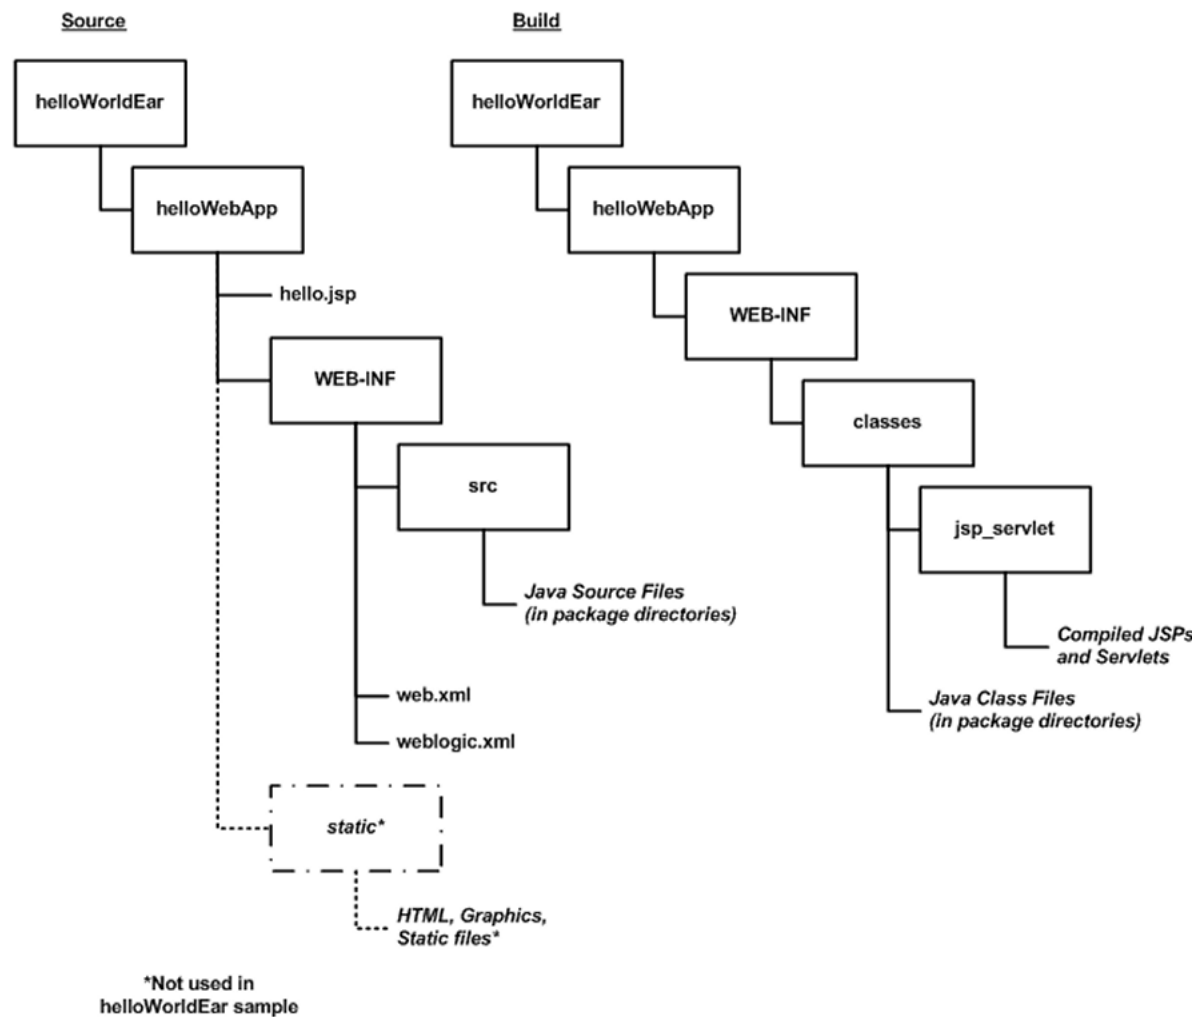 Source
helloWorldEar
helloWebApp
hello.jsp
WEB-INF
src
Java Source Files
(in package directories)
web.xml
weblogic.xml
static*
HTML, Graphics,
Static files*
*Not used in
helloWorldEar sample
Build
helloWorldEar
helloWebApp
WEB-INF
classes
jsp_servlet
Compiled JSPs
and Servlets
Java Class Files
(in package directories)